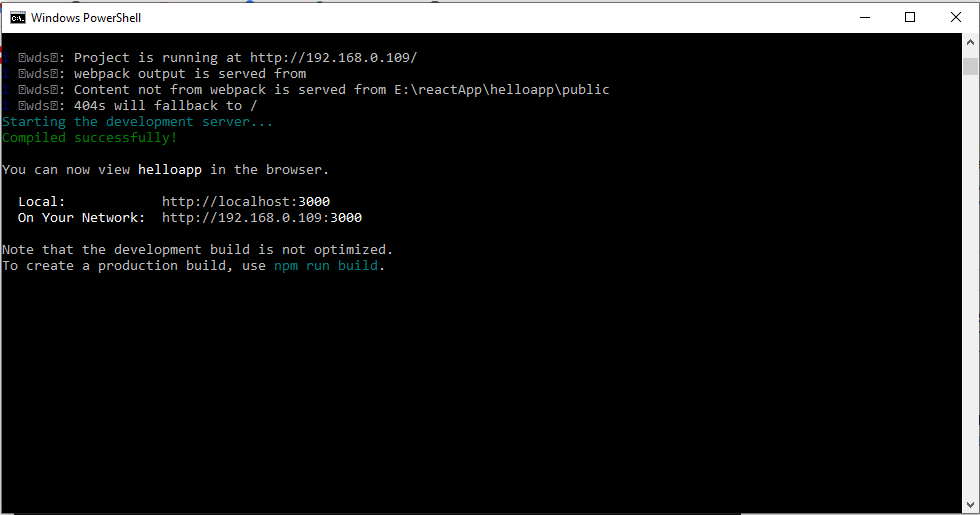 Windows PowerShell
i ｢wds｣: Project is running at http://192.168.0.109/
i ｢wds｣: webpack output is served from
i ｢wds｣: Content not from webpack is served from E:\reactApp\helloapp\public
i ｢wds｣: 404s will fallback to /
Starting the development server...
Compiled successfully!
You can now view helloapp in the browser.
Local: http://localhost:3000
On Your Network: http://192.168.0.109:3000
Note that the development build is not optimized.
To create a production build, use npm run build.